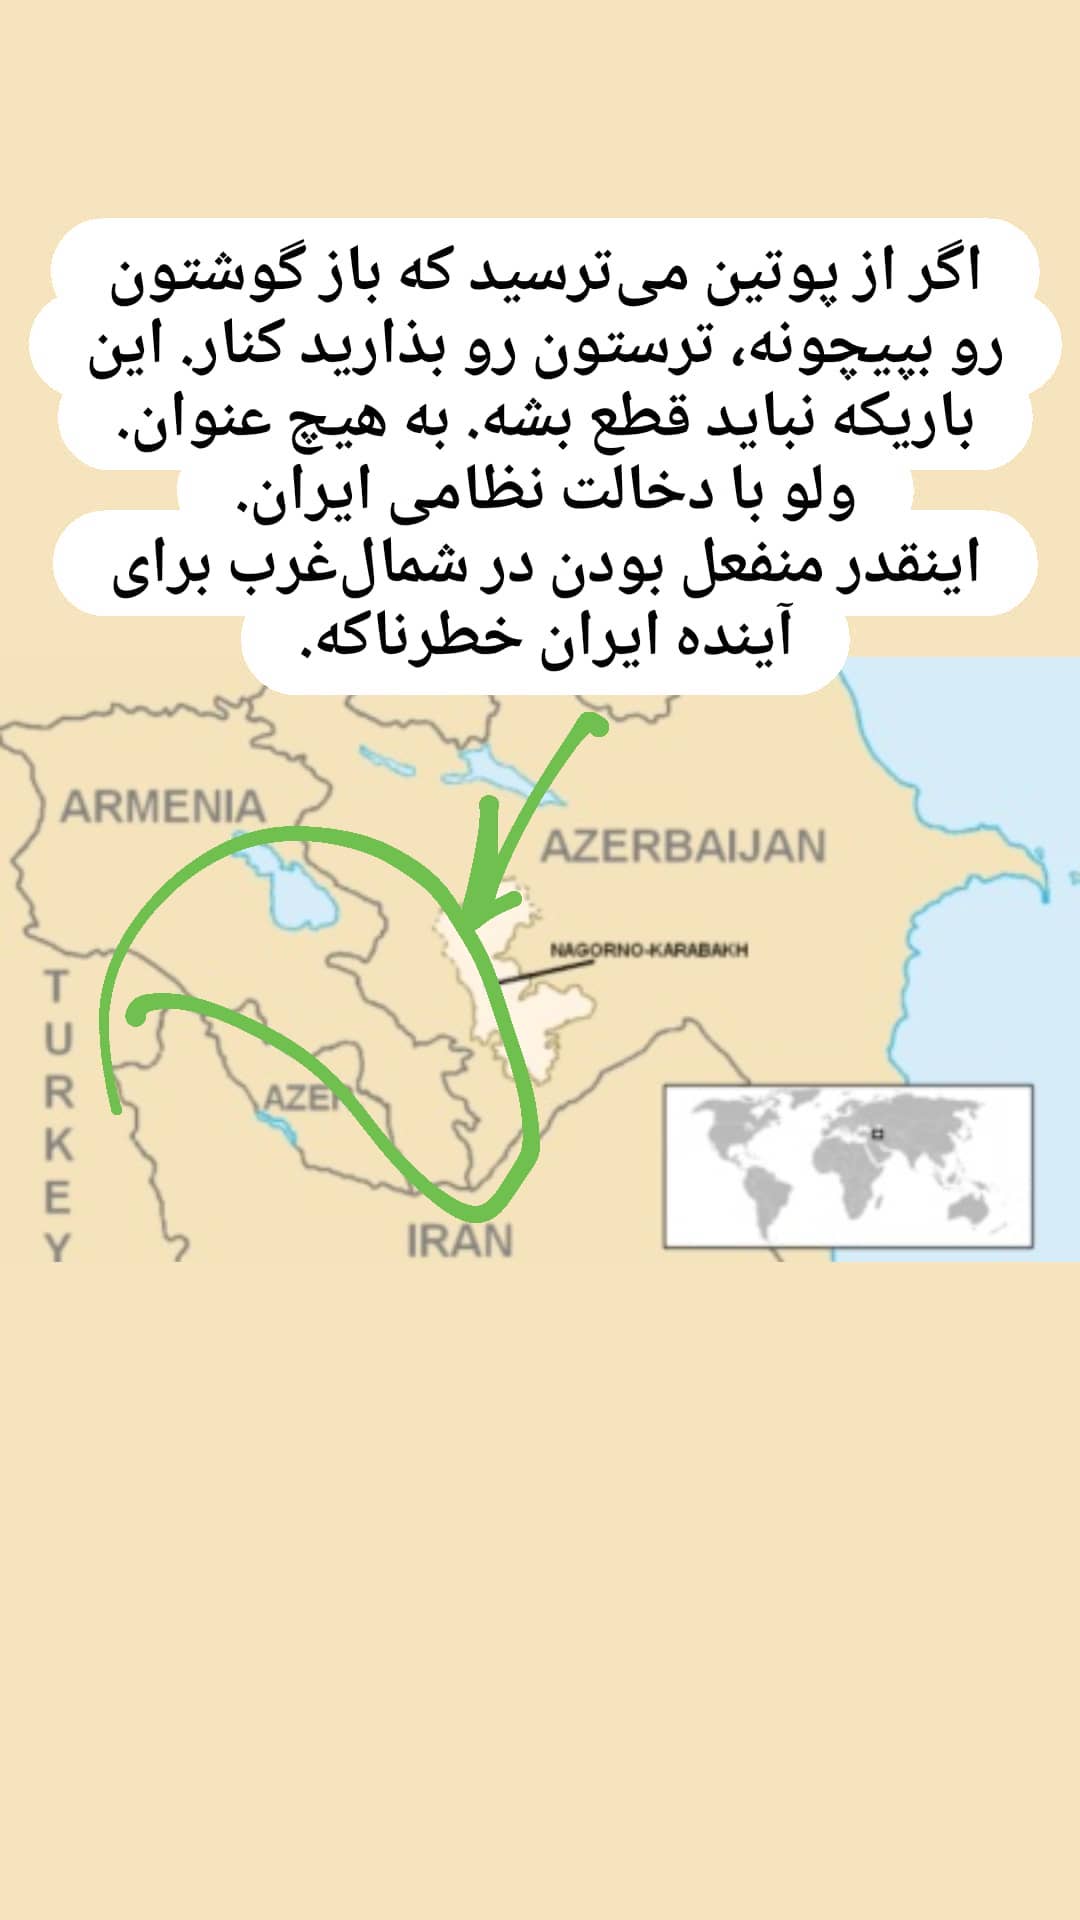 اگر از پوتین می‌ترسید که باز گوشتون
رو بپیچونه، ترستون رو بذارید کنار. این
باریکه نباید قطع بشه. به هیچ عنوان.
ولو با دخالت نظامی ایران.
اینقدر منفعل بودن در شمال‌غرب برای
آینده ایران خطرناکه.
ARMENIA
AZERBAIJAN
NAGORNO-KARABAKH
TURKEY
AZER
IRAN